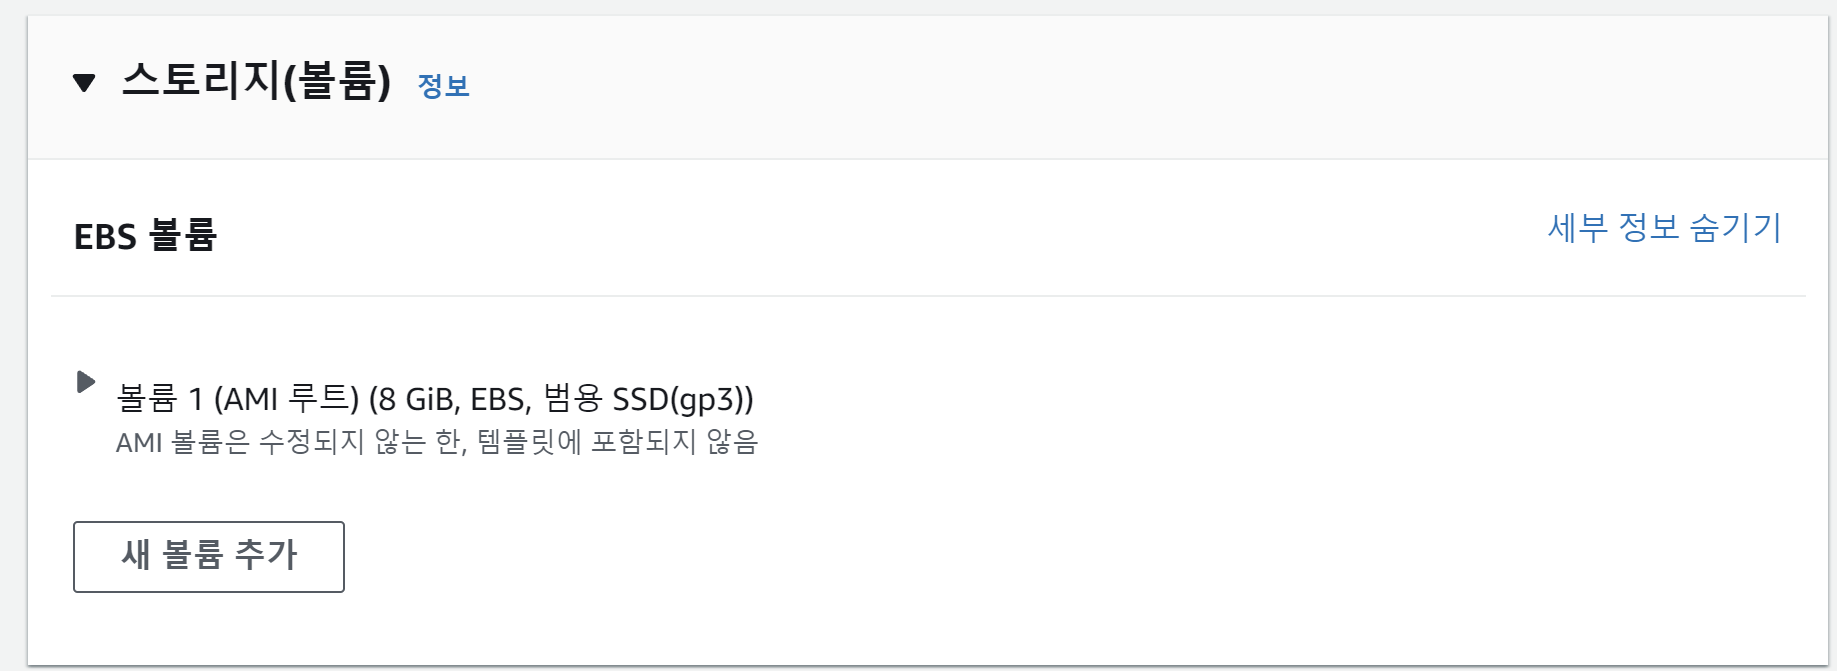 스토리지(볼륨) 정보
EBS 볼륨
세부 정보 숨기기
볼륨 1 (AMI 루트) (8 GiB, EBS, 범용 SSD(gp3))
AMI 볼륨은 수정되지 않는 한, 템플릿에 포함되지 않음
새 볼륨 추가